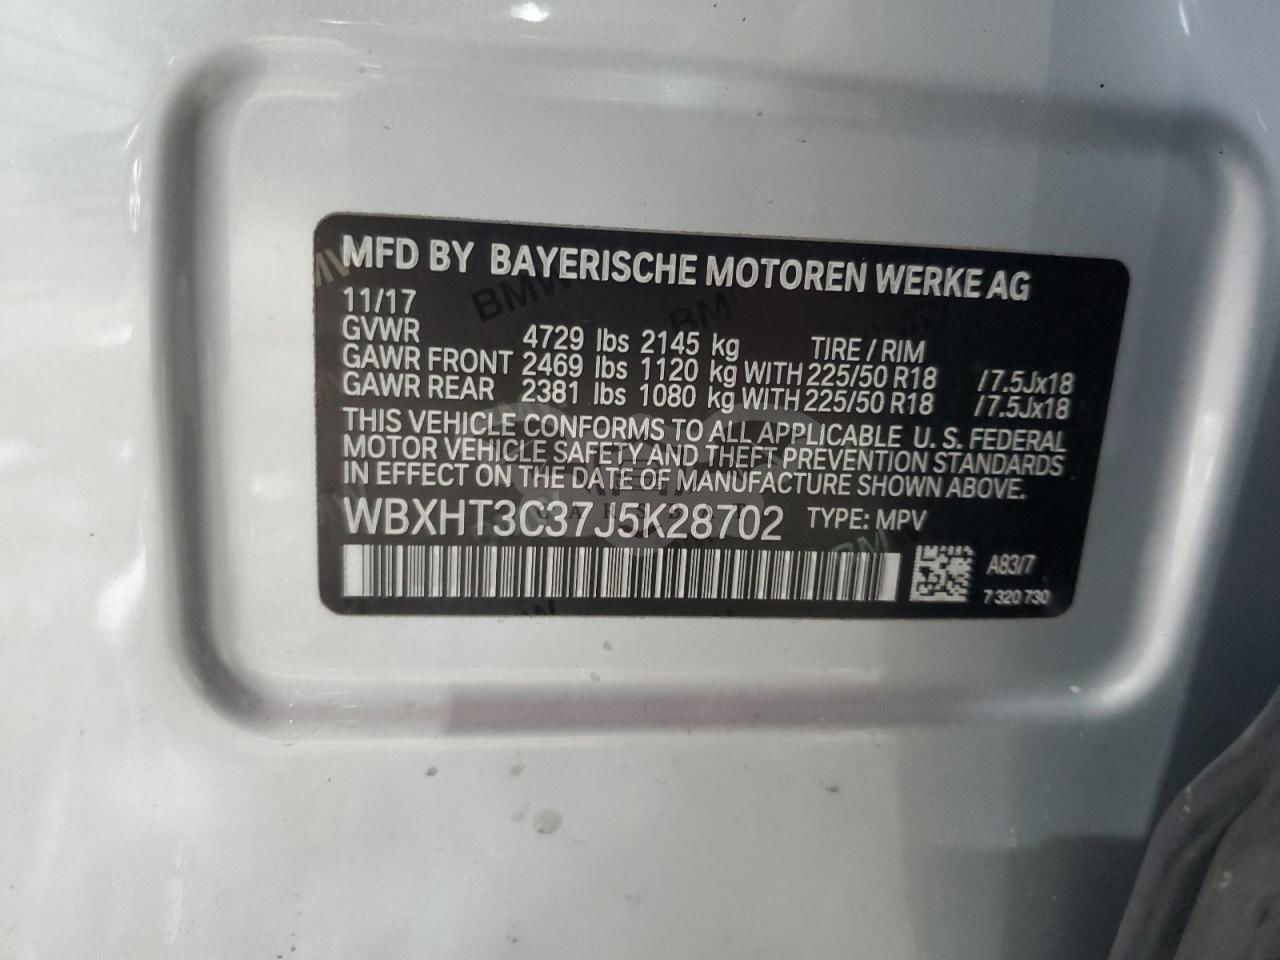 MFD BY BAYERISCHE MOTOREN WERKE AG
11/17
GVWR 4729 lbs 2145 kg TIRE / RIM
GAWR FRONT 2469 lbs 1120 kg WITH 225/50 R18 /7.5Jx18
GAWR REAR 2381 lbs 1080 kg WITH 225/50 R18 /7.5Jx18
THIS VEHICLE CONFORMS TO ALL APPLICABLE U. S. FEDERAL
MOTOR VEHICLE SAFETY AND THEFT PREVENTION STANDARDS
IN EFFECT ON THE DATE OF MANUFACTURE SHOWN ABOVE.
WBXHT3C37J5K28702 TYPE: MPV
A83/7
7 320 730